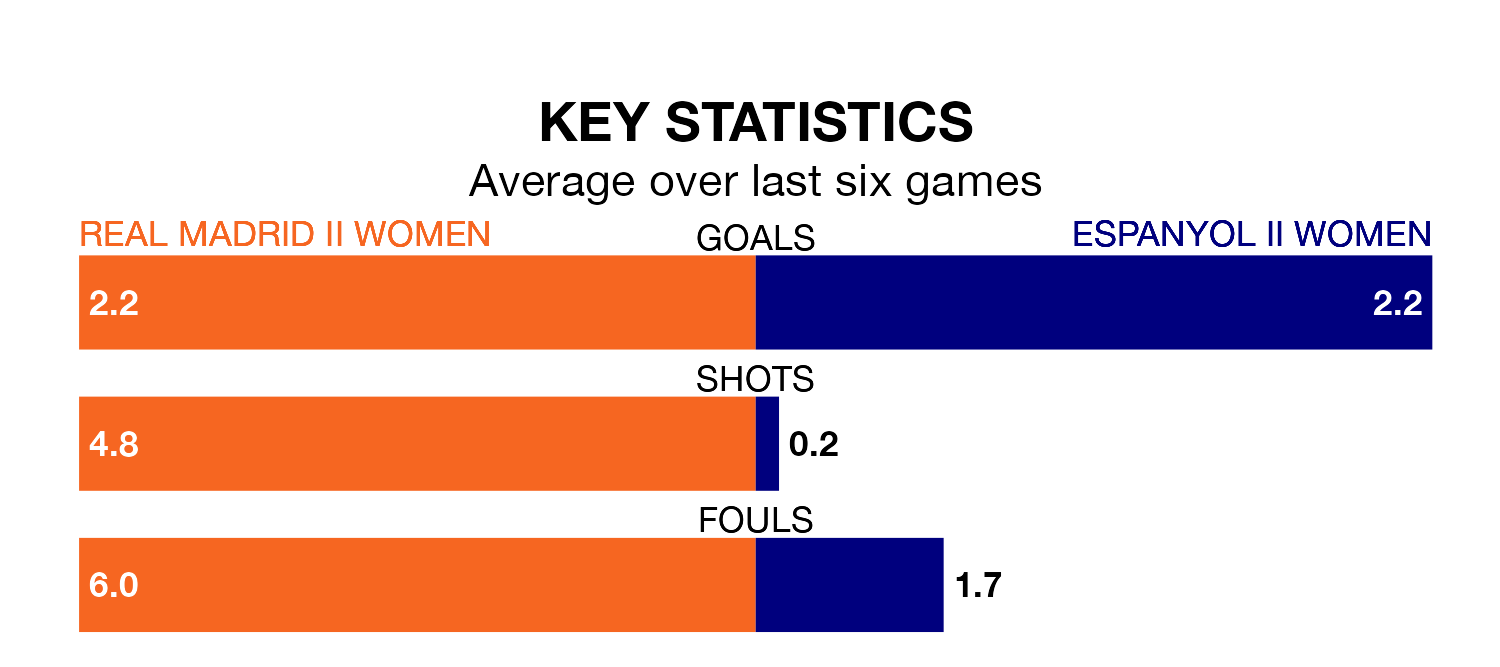 KEY STATISTICS
Average over last six games
REAL MADRID II WOMEN
GOALS
ESPANYOL II WOMEN
2.2
2.2
SHOTS
4.8
0.2
FOULS
6.0
1.7